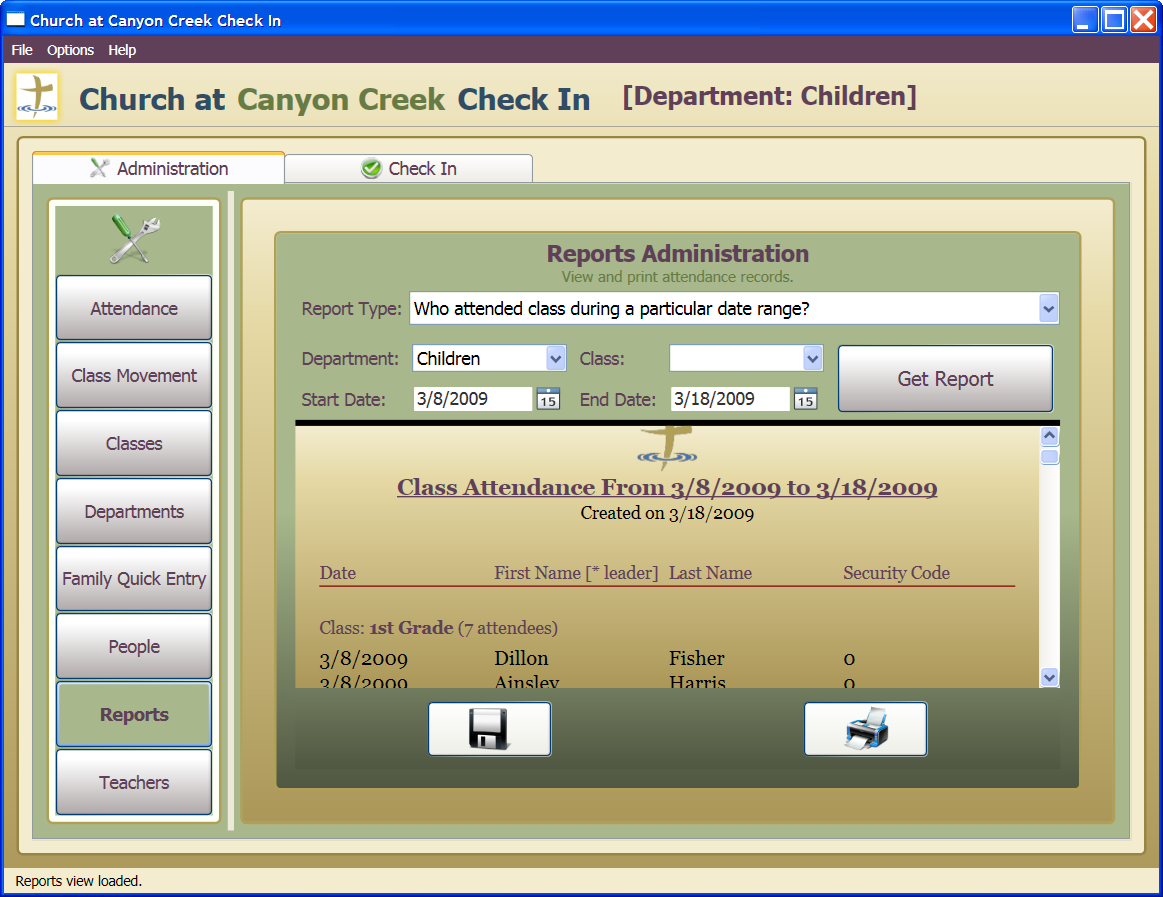 Church at Canyon Creek Check In
File Options Help
Church at Canyon Creek Check In [Department: Children]
Administration Check In
Attendance
Class Movement
Classes
Departments
Family Quick Entry
People
Reports
Teachers
Reports Administration
View and print attendance records.
Report Type: Who attended class during a particular date range?
Department: Children Class:
Get Report
Start Date: 3/8/2009 15 End Date: 3/18/2009 15
Class Attendance From 3/8/2009 to 3/18/2009
Created on 3/18/2009
Date First Name [* leader] Last Name Security Code
Class: 1st Grade (7 attendees)
3/8/2009 Dillon Fisher 0
3/8/2009 Ainsley Harris 0
Reports view loaded.